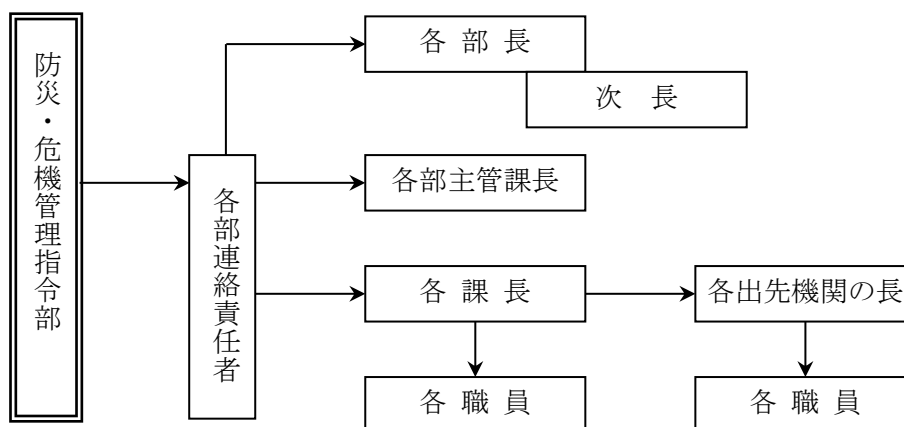 防災・危機管理指令部
各部連絡責任者
各 部 長
次　長
各部主管課長
各 課 長
各出先機関の長
各 職 員
各 職 員